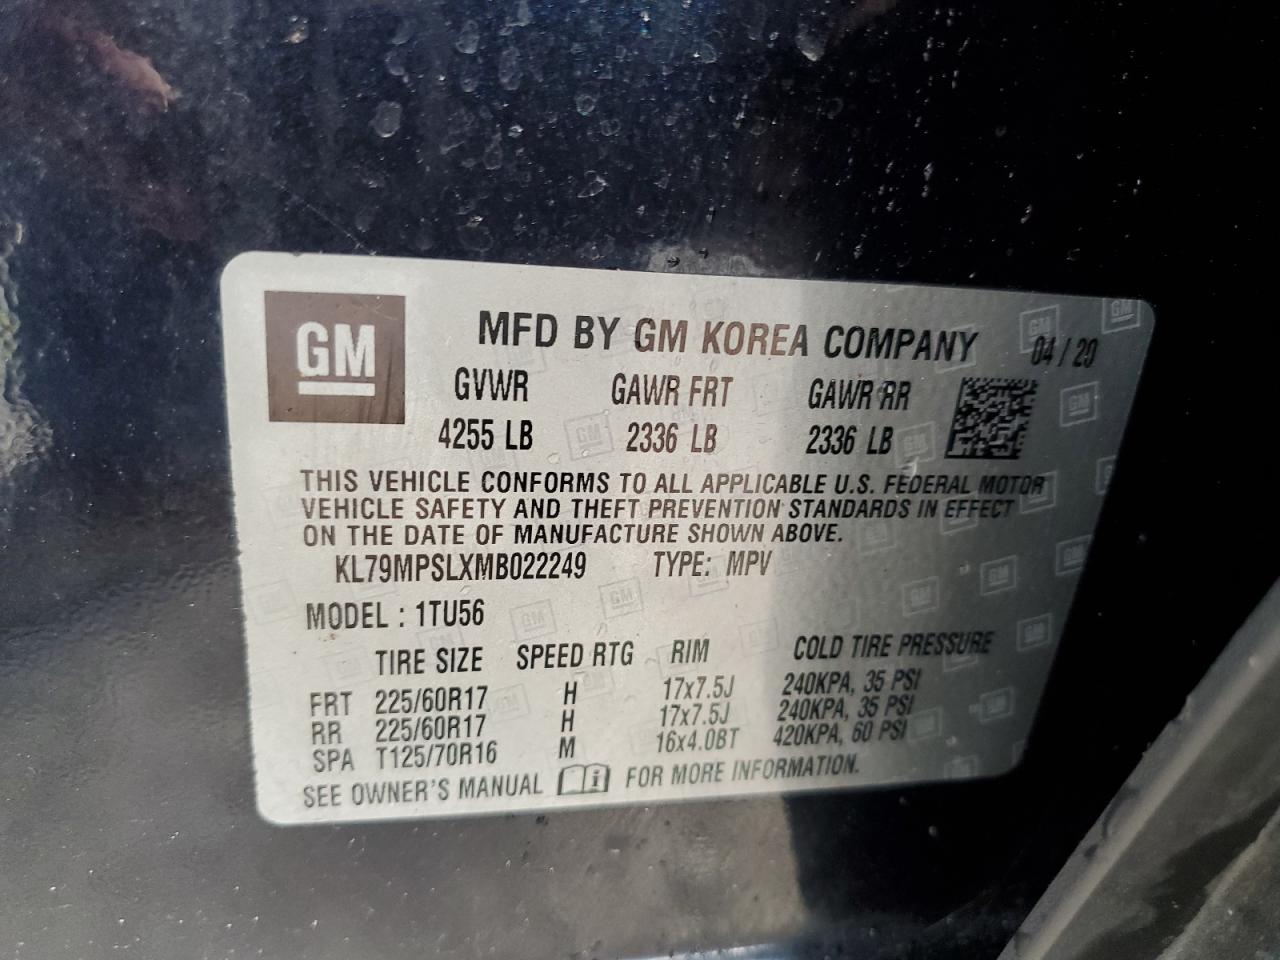 GM
MFD BY GM KOREA COMPANY 04/20
GVWR GAWR FRT GAWR RR
4255 LB 2336 LB 2336 LB
THIS VEHICLE CONFORMS TO ALL APPLICABLE U.S. FEDERAL MOTOR
VEHICLE SAFETY AND THEFT PREVENTION STANDARDS IN EFFECT
ON THE DATE OF MANUFACTURE SHOWN ABOVE.
KL79MPSLXMB022249 TYPE: MPV
MODEL : 1TU56
TIRE SIZE SPEED RTG RIM COLD TIRE PRESSURE
FRT 225/60R17 H 17x7.5J 240KPA, 35 PSI
RR 225/60R17 H 17x7.5J 240KPA, 35 PSI
SPA T125/70R16 M 16x4.0BT 420KPA, 60 PSI
SEE OWNER'S MANUAL i FOR MORE INFORMATION.